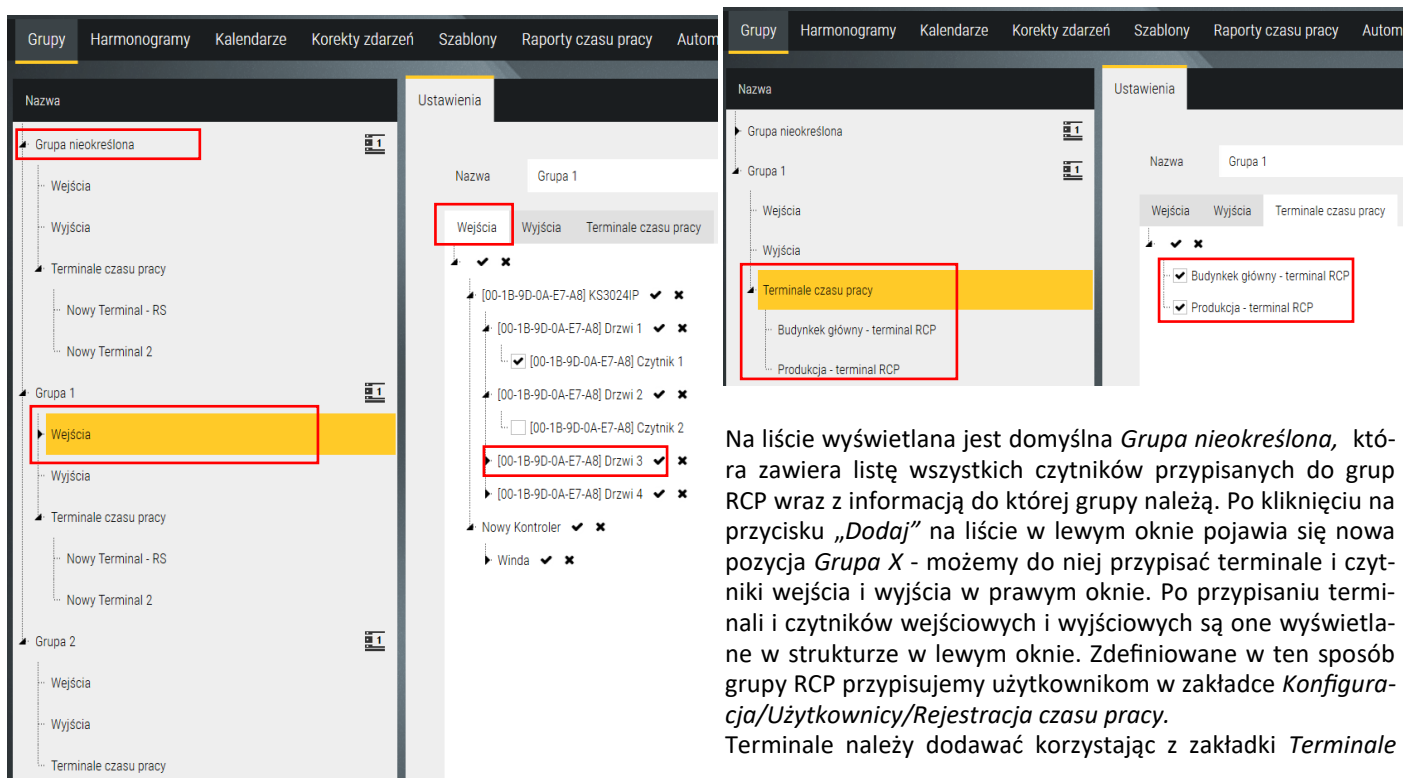 Grupy Harmonogramy Kalendarze Korekty zdarzeń Szablony Raporty czasu pracy Autom
Nazwa
Ustawienia
Grupa nieokreślona 1
Wejścia
Wyjścia
Terminale czasu pracy
Nowy Terminal - RS
Nowy Terminal 2
Grupa 1 1
Wejścia
Wyjścia
Terminale czasu pracy
Nowy Terminal - RS
Nowy Terminal 2
Grupa 2 1
Wejścia
Wyjścia
Terminale czasu pracy
Nazwa Grupa 1
Wejścia Wyjścia Terminale czasu pracy
[00-1B-9D-0A-E7-A8] KS3024IP
[00-1B-9D-0A-E7-A8] Drzwi 1
[00-1B-9D-0A-E7-A8] Czytnik 1
[00-1B-9D-0A-E7-A8] Drzwi 2
[00-1B-9D-0A-E7-A8] Czytnik 2
[00-1B-9D-0A-E7-A8] Drzwi 3
[00-1B-9D-0A-E7-A8] Drzwi 4
Nowy Kontroler
Winda
Grupy Harmonogramy Kalendarze Korekty zdarzeń Szablony Raporty czasu pracy Autom
Nazwa
Ustawienia
Grupa nieokreślona 1
Grupa 1 1
Wejścia
Wyjścia
Terminale czasu pracy
Budynkek główny - terminal RCP
Produkcja - terminal RCP
Nazwa Grupa 1
Wejścia Wyjścia Terminale czasu pracy
Budynkek główny - terminal RCP
Produkcja - terminal RCP
Na liście wyświetlana jest domyślna Grupa nieokreślona, któ-
ra zawiera listę wszystkich czytników przypisanych do grup
RCP wraz z informacją do której grupy należą. Po kliknięciu na
przycisku „Dodaj” na liście w lewym oknie pojawia się nowa
pozycja Grupa X - możemy do niej przypisać terminale i czyt-
niki wejścia i wyjścia w prawym oknie. Po przypisaniu termi-
nali i czytników wejściowych i wyjściowych są one wyświetla-
ne w strukturze w lewym oknie. Zdefiniowane w ten sposób
grupy RCP przypisujemy użytkownikom w zakładce Konfigura-
cja/Użytkownicy/Rejestracja czasu pracy.
Terminale należy dodawać korzystając z zakładki Terminale